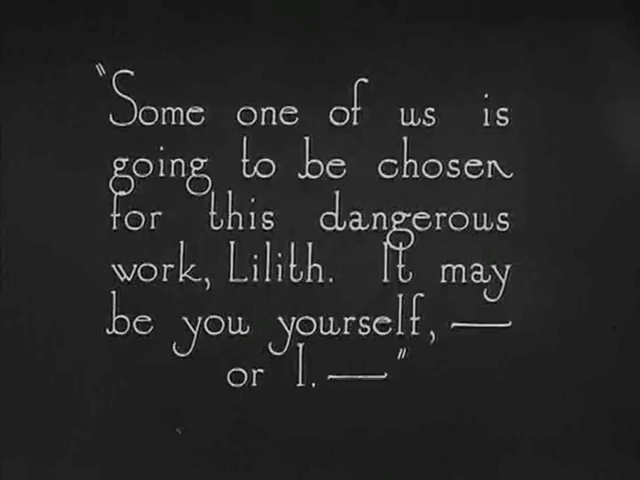 "Some one of us is
going to be chosen
for this dangerous
work, Lilith. It may
be you yourself, —
or I. —"